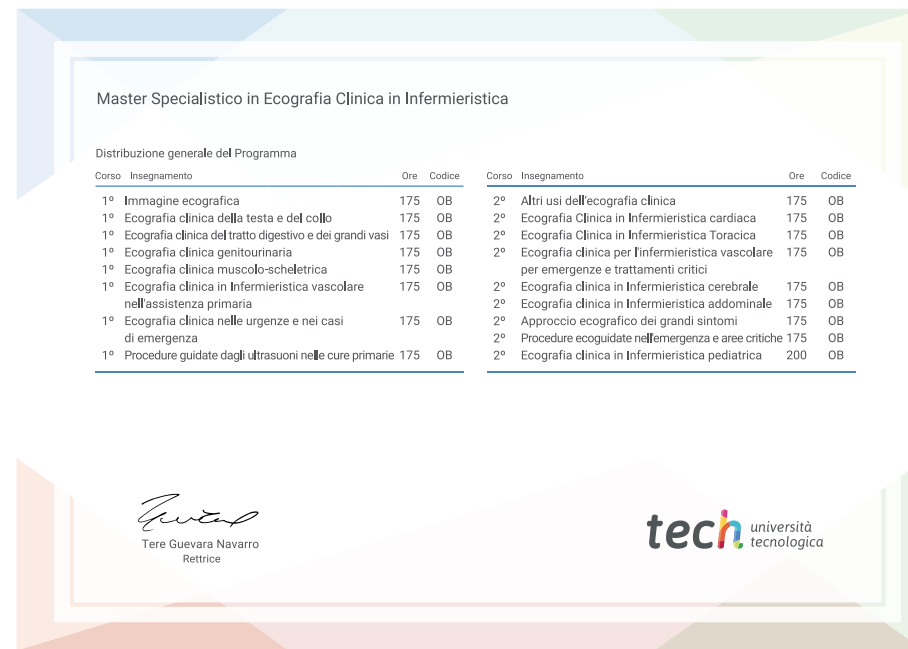 Master Specialistico in Ecografia Clinica in Infermieristica
Distribuzione generale del Programma
Corso Insegnamento Ore Codice
1º Immagine ecografica 175 OB
1º Ecografia clinica della testa e del collo 175 OB
1º Ecografia clinica del tratto digestivo e dei grandi vasi 175 OB
1º Ecografia clinica genitourinaria 175 OB
1º Ecografia clinica muscolo-scheletrica 175 OB
1º Ecografia clinica in Infermieristica vascolare 175 OB
nell'assistenza primaria
1º Ecografia clinica nelle urgenze e nei casi 175 OB
di emergenza
1º Procedure guidate dagli ultrasuoni nelle cure primarie 175 OB
Corso Insegnamento Ore Codice
2º Altri usi dell'ecografia clinica 175 OB
2º Ecografia Clinica in Infermieristica cardiaca 175 OB
2º Ecografia Clinica in Infermieristica Toracica 175 OB
2º Ecografia clinica per l'infermieristica vascolare 175 OB
per emergenze e trattamenti critici
2º Ecografia clinica in Infermieristica cerebrale 175 OB
2º Ecografia clinica in Infermieristica addominale 175 OB
2º Approccio ecografico dei grandi sintomi 175 OB
2º Procedure ecoguidate nell'emergenza e aree critiche 175 OB
2º Ecografia clinica in Infermieristica pediatrica 200 OB
Tere Guevara Navarro
Rettrice
tech università
tecnologica